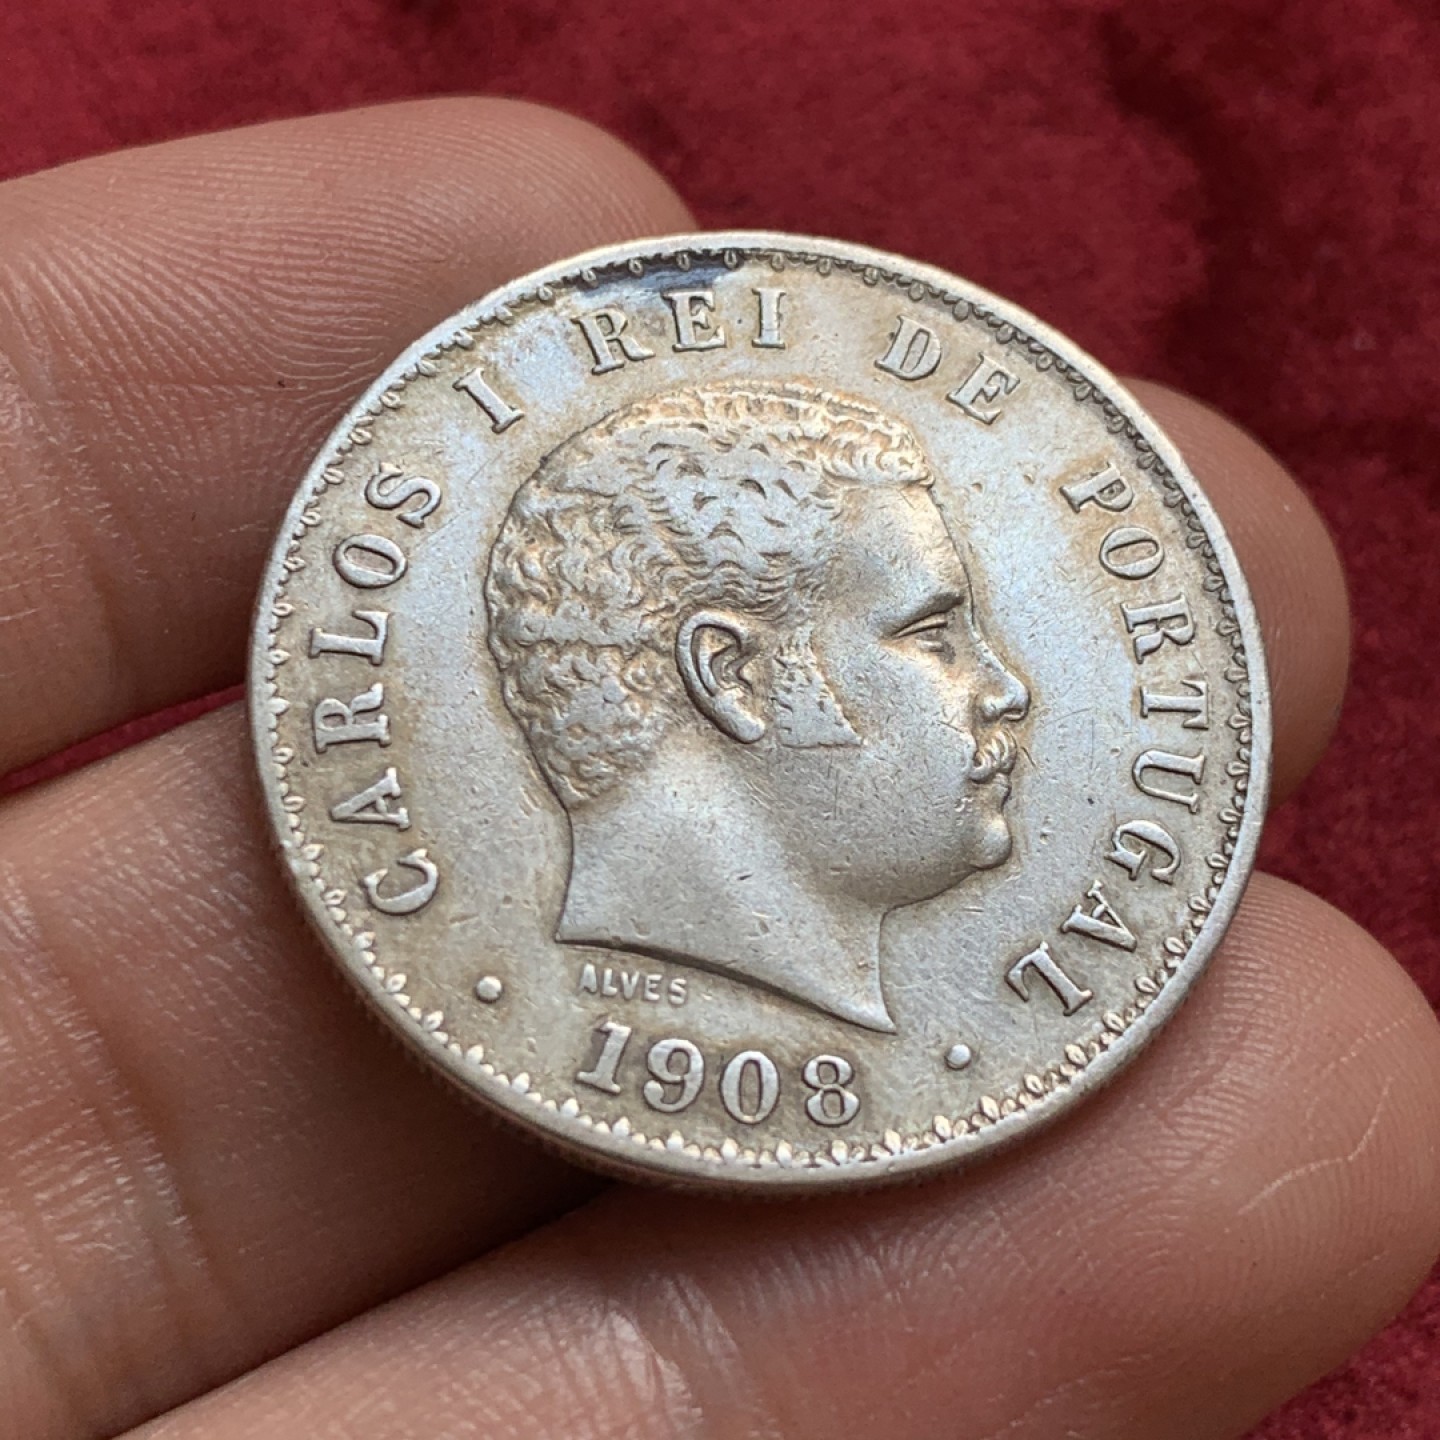 CARLOS I REI DE PORTUGAL
ALVES
• 1908 •